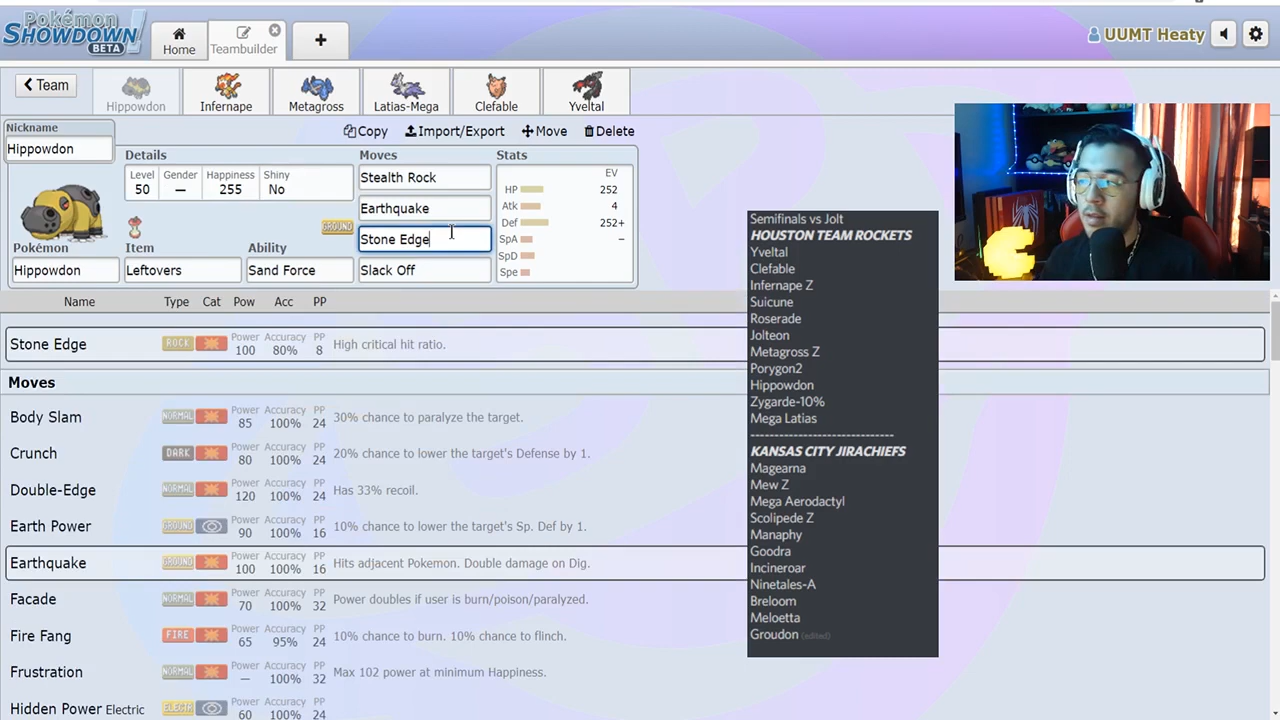 Pokémon
SHOWDOWN!
BETA
Home
Teambuilder
UUMT Heaty
Team
Hippowdon
Infernape
Metagross
Latias-Mega
Clefable
Yveltal
Nickname
Hippowdon
Copy
Import/Export
Move
Delete
Details
Level
50
Gender
—
Happiness
255
Shiny
No
GROUND
Pokémon
Hippowdon
Item
Leftovers
Ability
Sand Force
Moves
Stealth Rock
Earthquake
Stone Edge
Slack Off
Stats
EV
HP 252
Atk 4
Def 252+
SpA –
SpD
Spe
Name Type Cat Pow Acc PP
Stone Edge ROCK Power 100 Accuracy 80% PP 8 High critical hit ratio.
Moves
Body Slam NORMAL Power 85 Accuracy 100% PP 24 30% chance to paralyze the target.
Crunch DARK Power 80 Accuracy 100% PP 24 20% chance to lower the target's Defense by 1.
Double-Edge NORMAL Power 120 Accuracy 100% PP 24 Has 33% recoil.
Earth Power GROUND Power 90 Accuracy 100% PP 16 10% chance to lower the target's Sp. Def by 1.
Earthquake GROUND Power 100 Accuracy 100% PP 16 Hits adjacent Pokemon. Double damage on Dig.
Facade NORMAL Power 70 Accuracy 100% PP 32 Power doubles if user is burn/poison/paralyzed.
Fire Fang FIRE Power 65 Accuracy 95% PP 24 10% chance to burn. 10% chance to flinch.
Frustration NORMAL Power — Accuracy 100% PP 32 Max 102 power at minimum Happiness.
Hidden Power Electric ELECTR Power 60 Accuracy 100% PP 24
Semifinals vs Jolt
HOUSTON TEAM ROCKETS
Yveltal
Clefable
Infernape Z
Suicune
Roserade
Jolteon
Metagross Z
Porygon2
Hippowdon
Zygarde-10%
Mega Latias
------------------------------
KANSAS CITY JIRACHIEFS
Magearna
Mew Z
Mega Aerodactyl
Scolipede Z
Manaphy
Goodra
Incineroar
Ninetales-A
Breloom
Meloetta
Groudon (edited)